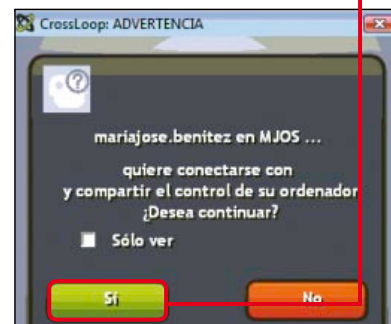 CrossLoop: ADVERTENCIA
mariajose.benitez en MJOS ...
quiere conectarse con
y compartir el control de su ordenador
¿Desea continuar?
Sólo ver
Sí No